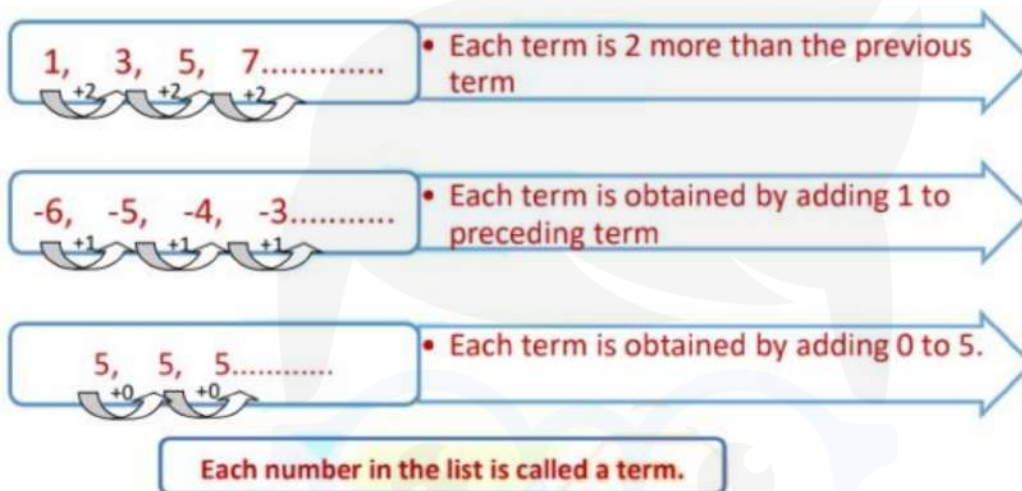 1, 3, 5, 7.............
+2 +2 +2
• Each term is 2 more than the previous
term
-6, -5, -4, -3...........
+1 +1 +1
• Each term is obtained by adding 1 to
preceding term
5, 5, 5............
+0 +0
• Each term is obtained by adding 0 to 5.
Each number in the list is called a term.